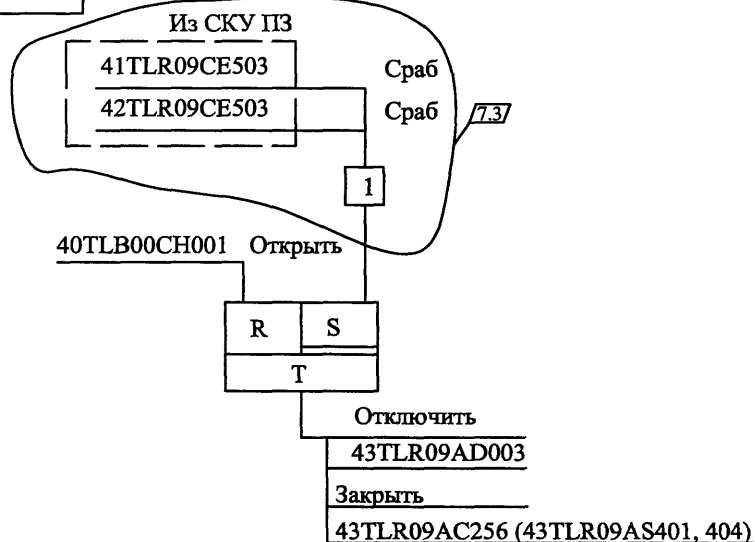 Из СКУ ПЗ
41TLR09CE503 Сраб
42TLR09CE503 Сраб
7.3
1
40TLB00CH001 Открыть
R S
T
Отключить
43TLR09AD003
Закрыть
43TLR09AC256 (43TLR09AS401, 404)